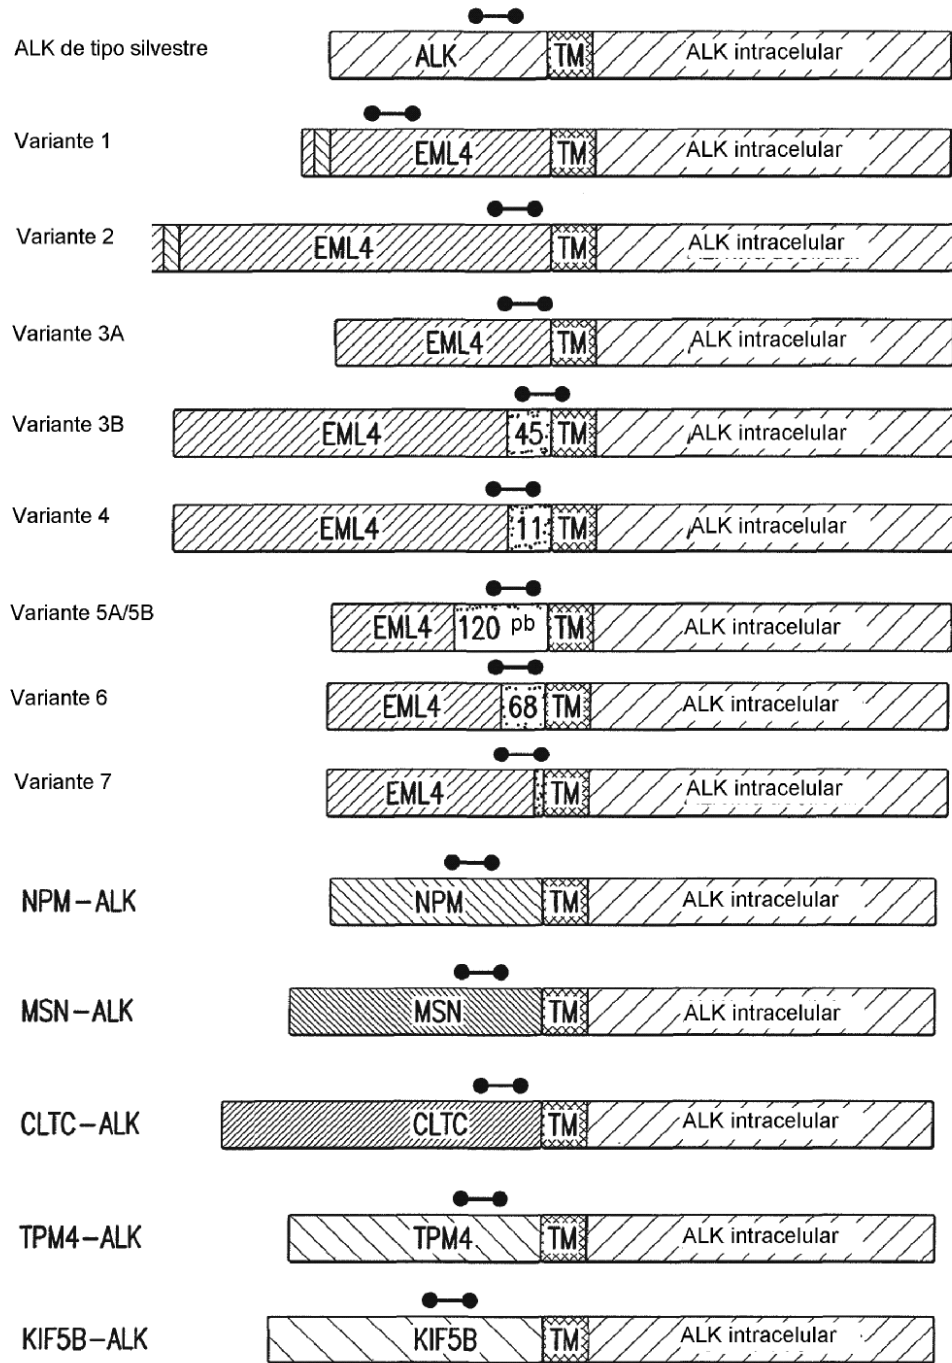 ALK de tipo silvestre ALK TM ALK intracelular
Variante 1 EML4 TM ALK intracelular
Variante 2 EML4 TM ALK intracelular
Variante 3A EML4 TM ALK intracelular
Variante 3B EML4 45 TM ALK intracelular
Variante 4 EML4 11 TM ALK intracelular
Variante 5A/5B EML4 120 pb TM ALK intracelular
Variante 6 EML4 68 TM ALK intracelular
Variante 7 EML4 TM ALK intracelular
NPM-ALK NPM TM ALK intracelular
MSN-ALK MSN TM ALK intracelular
CLTC-ALK CLTC TM ALK intracelular
TPM4-ALK TPM4 TM ALK intracelular
KIF5B-ALK KIF5B TM ALK intracelular